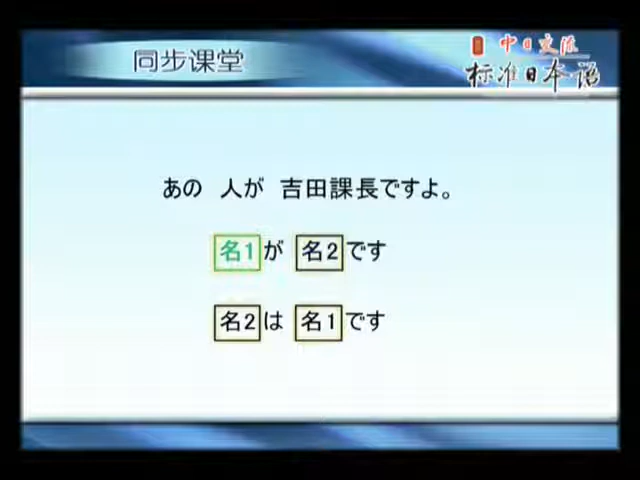 同步课堂
中日交流
标准日本语
あの 人が 吉田課長ですよ。
名1が 名2です
名2は 名1です